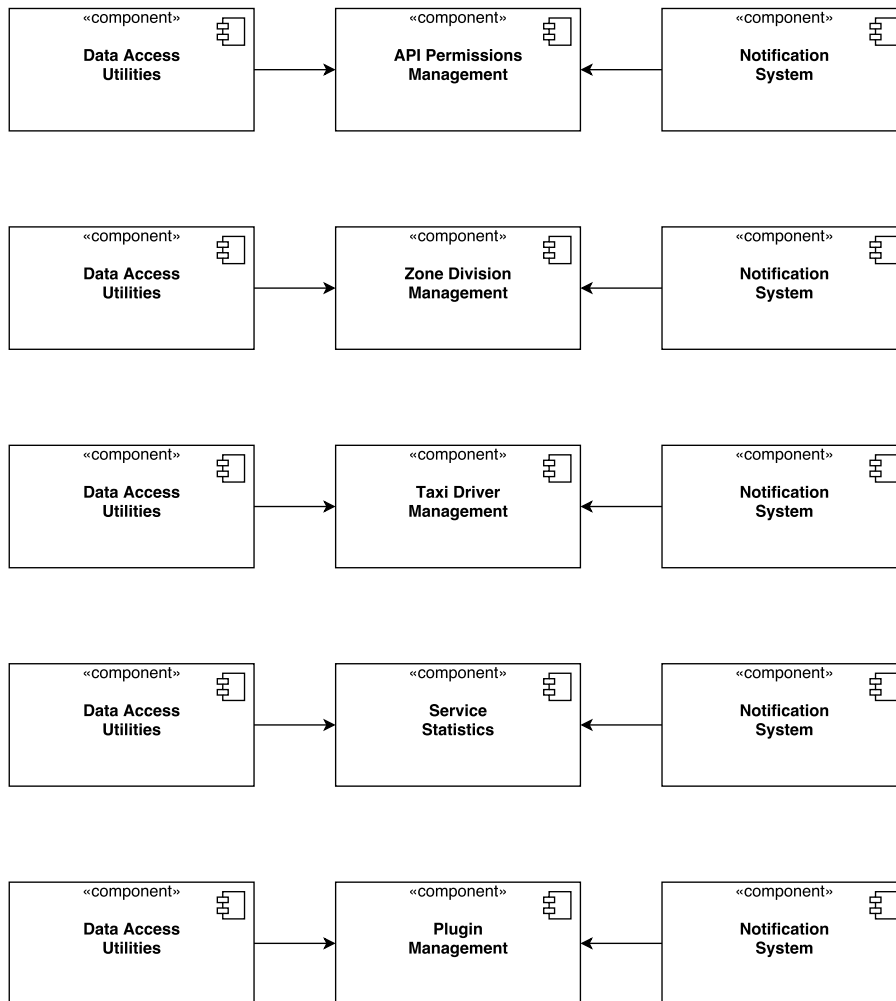 «component»
Data Access
Utilities
«component»
API Permissions
Management
«component»
Notification
System
«component»
Data Access
Utilities
«component»
Zone Division
Management
«component»
Notification
System
«component»
Data Access
Utilities
«component»
Taxi Driver
Management
«component»
Notification
System
«component»
Data Access
Utilities
«component»
Service
Statistics
«component»
Notification
System
«component»
Data Access
Utilities
«component»
Plugin
Management
«component»
Notification
System